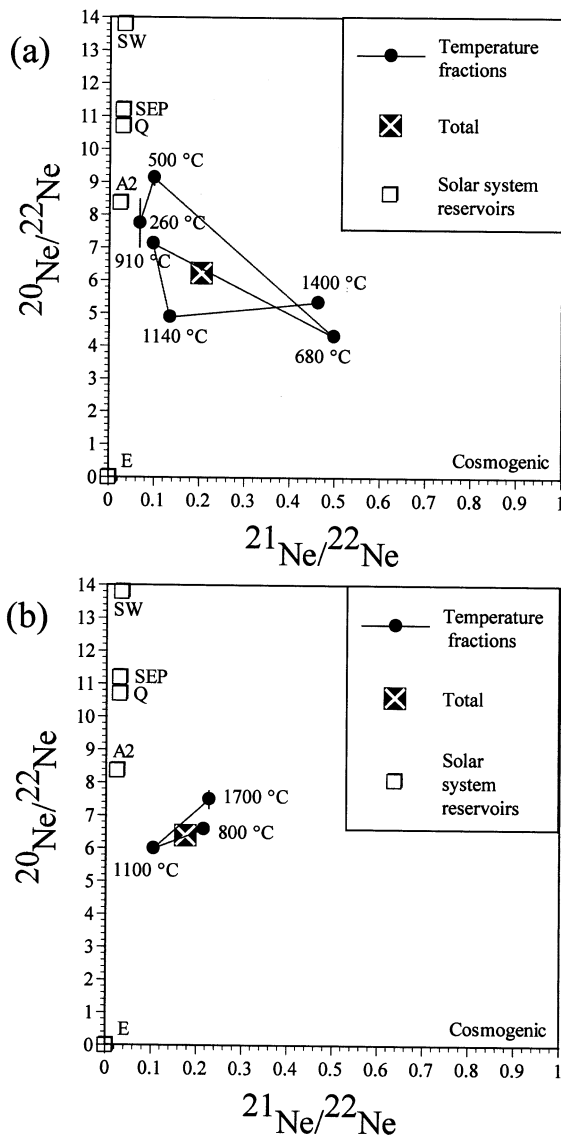 (a)
14
13
12
11
10
9
8
7
6
5
4
3
2
1
0
20Ne/22Ne
SW
SEP
Q
A2
500 °C
260 °C
910 °C
1140 °C
1400 °C
680 °C
E
Cosmogenic
Temperature
fractions
Total
Solar system
reservoirs
0 0.1 0.2 0.3 0.4 0.5 0.6 0.7 0.8 0.9 1
21Ne/22Ne
(b)
14
13
12
11
10
9
8
7
6
5
4
3
2
1
0
20Ne/22Ne
SW
SEP
Q
A2
1700 °C
800 °C
1100 °C
E
Cosmogenic
Temperature
fractions
Total
Solar
system
reservoirs
0 0.1 0.2 0.3 0.4 0.5 0.6 0.7 0.8 0.9 1
21Ne/22Ne